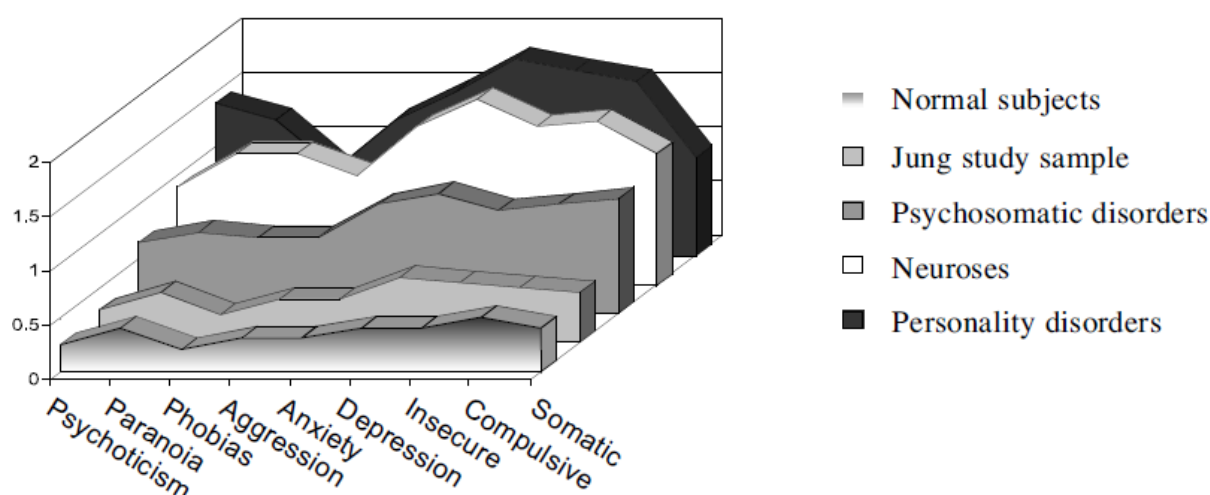 2
1.5
1
0.5
0
Psychoticism
Paranoia
Phobias
Aggression
Anxiety
Depression
Insecure
Compulsive
Somatic
Normal subjects
Jung study sample
Psychosomatic disorders
Neuroses
Personality disorders